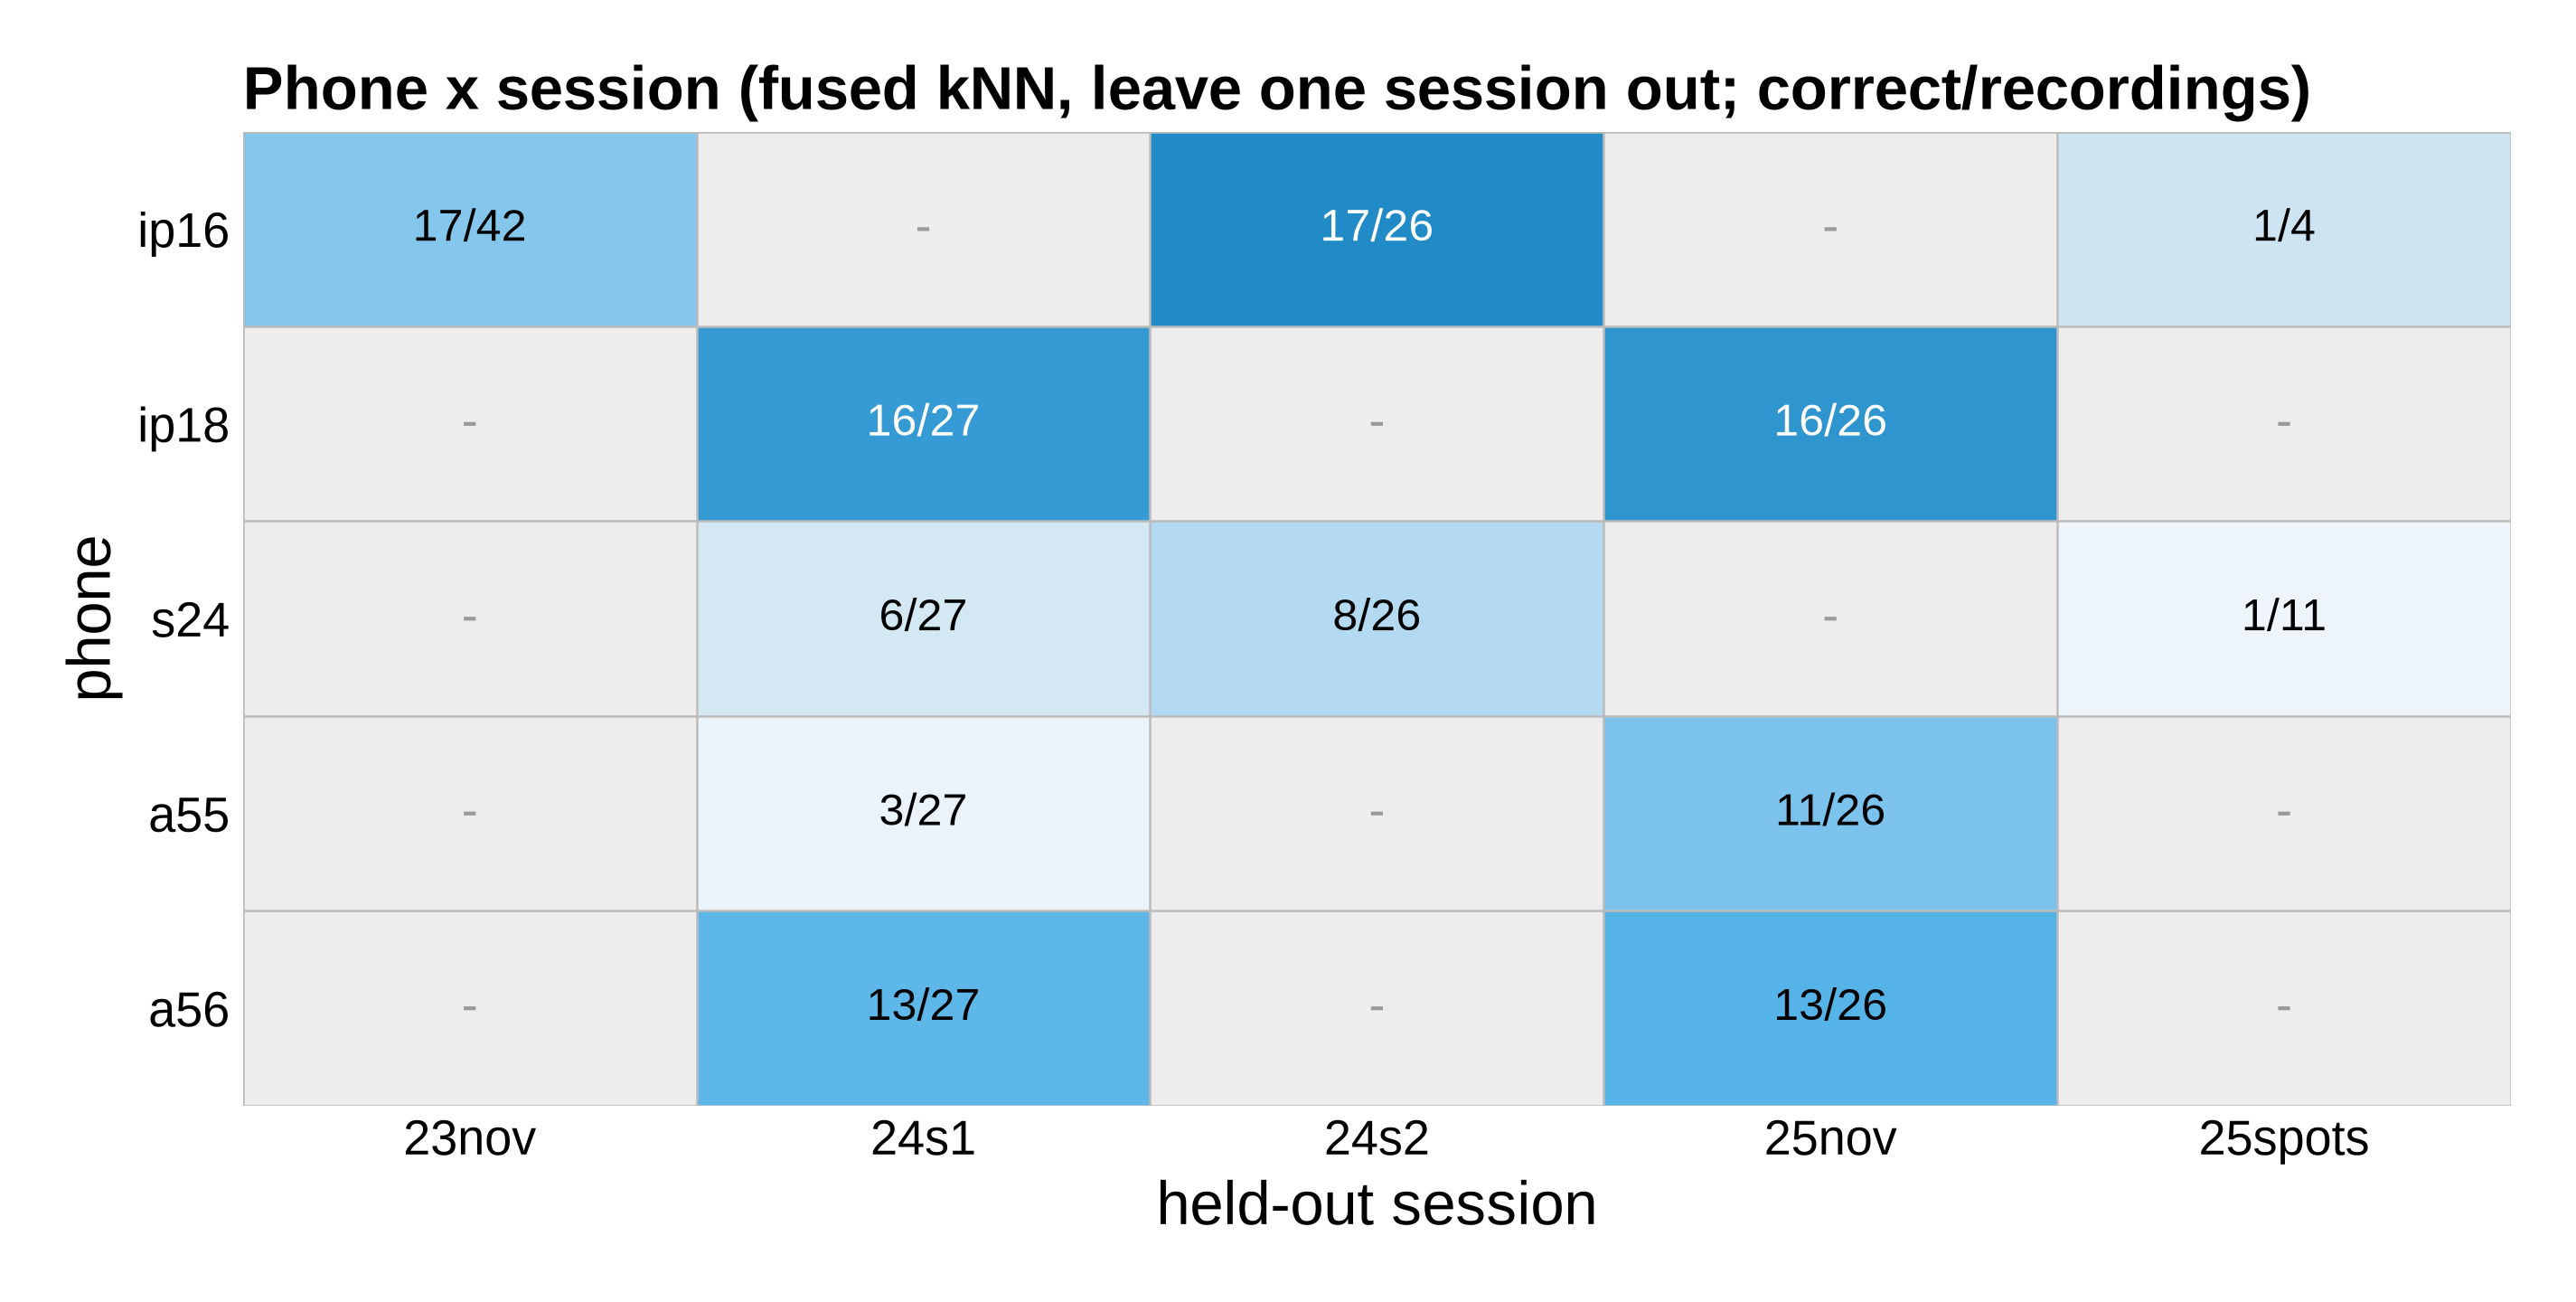 Phone x session (fused kNN, leave one session out; correct/recordings)
ip16 17/42 - 17/26 - 1/4
ip18 - 16/27 - 16/26 -
s24 - 6/27 8/26 - 1/11
a55 - 3/27 - 11/26 -
a56 - 13/27 - 13/26 -
phone
23nov 24s1 24s2 25nov 25spots
held-out session